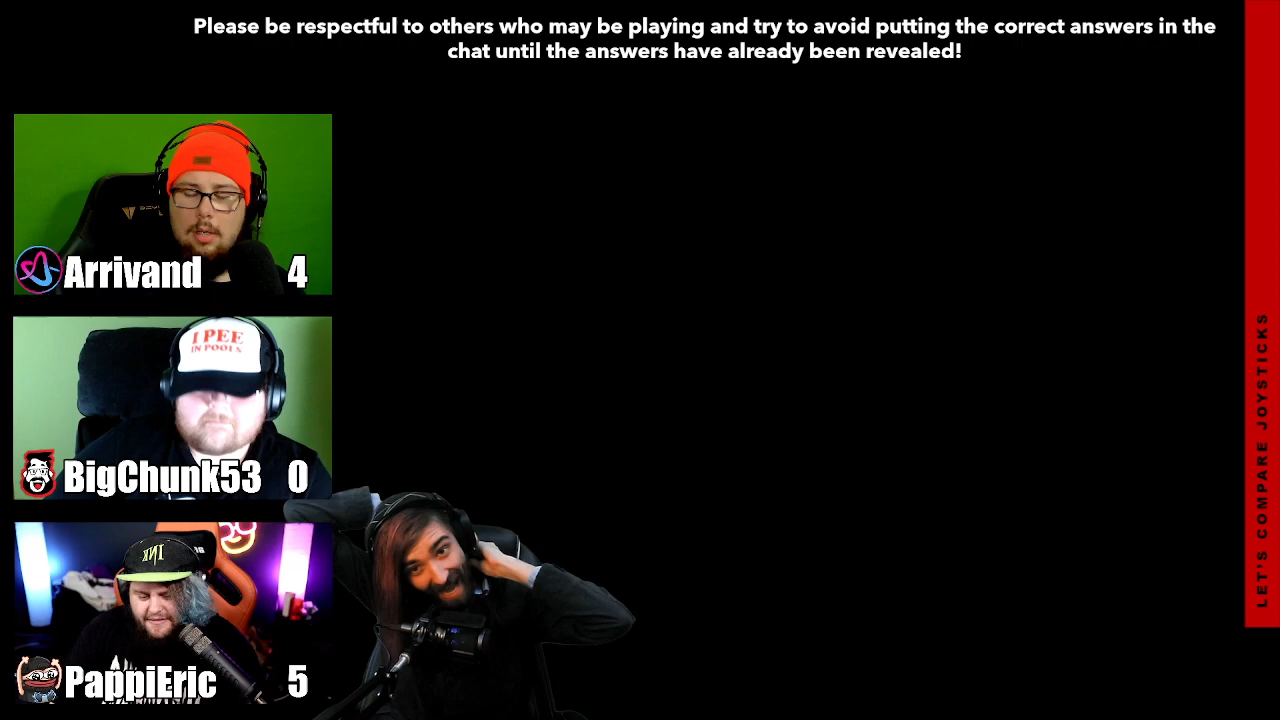 Please be respectful to others who may be playing and try to avoid putting the correct answers in the
chat until the answers have already been revealed!
Arrivand 4
I PEE
IN POOLS
BigChunk53 0
PappiEric 5
LET'S COMPARE JOYSTICKS